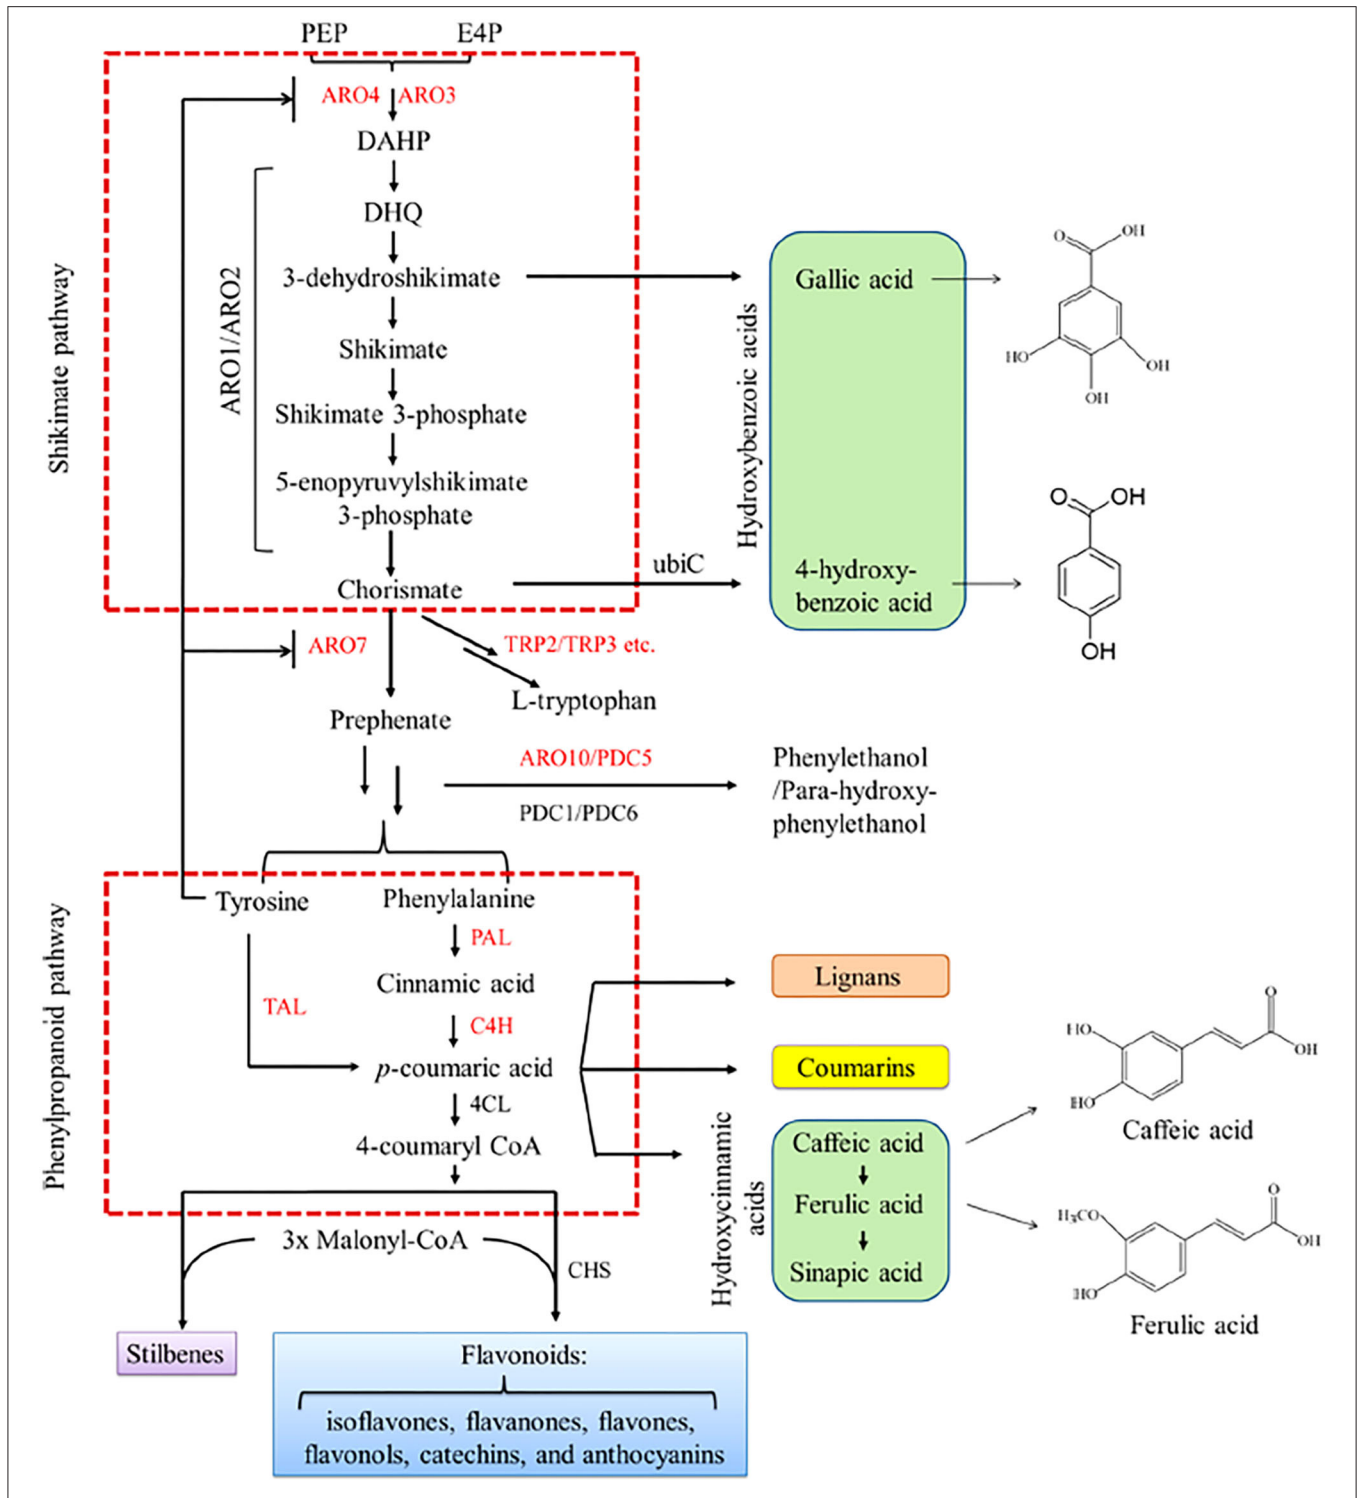 PEP
E4P
ARO4
ARO3
DAHP
DHQ
3-dehydroshikimate
Shikimate
Shikimate 3-phosphate
5-enopyruvylshikimate
3-phosphate
Chorismate
ARO1/ARO2
Shikimate pathway
Hydroxybenzoic acids
Gallic acid
O
OH
HO
OH
OH
ubiC
4-hydroxy-
benzoic acid
O
OH
OH
ARO7
TRP2/TRP3 etc.
L-tryptophan
Prephenate
ARO10/PDC5
PDC1/PDC6
Phenylethanol
/Para-hydroxy-
phenylethanol
Phenylpropanoid pathway
Tyrosine
Phenylalanine
PAL
Cinnamic acid
TAL
C4H
p-coumaric acid
4CL
4-coumaryl CoA
Lignans
Coumarins
Hydroxycinnamic
acids
Caffeic acid
Ferulic acid
Sinapic acid
O
HO
OH
HO
Caffeic acid
O
H3CO
OH
HO
Ferulic acid
3x Malonyl-CoA
CHS
Stilbenes
Flavonoids:
isoflavones, flavanones, flavones,
flavonols, catechins, and anthocyanins